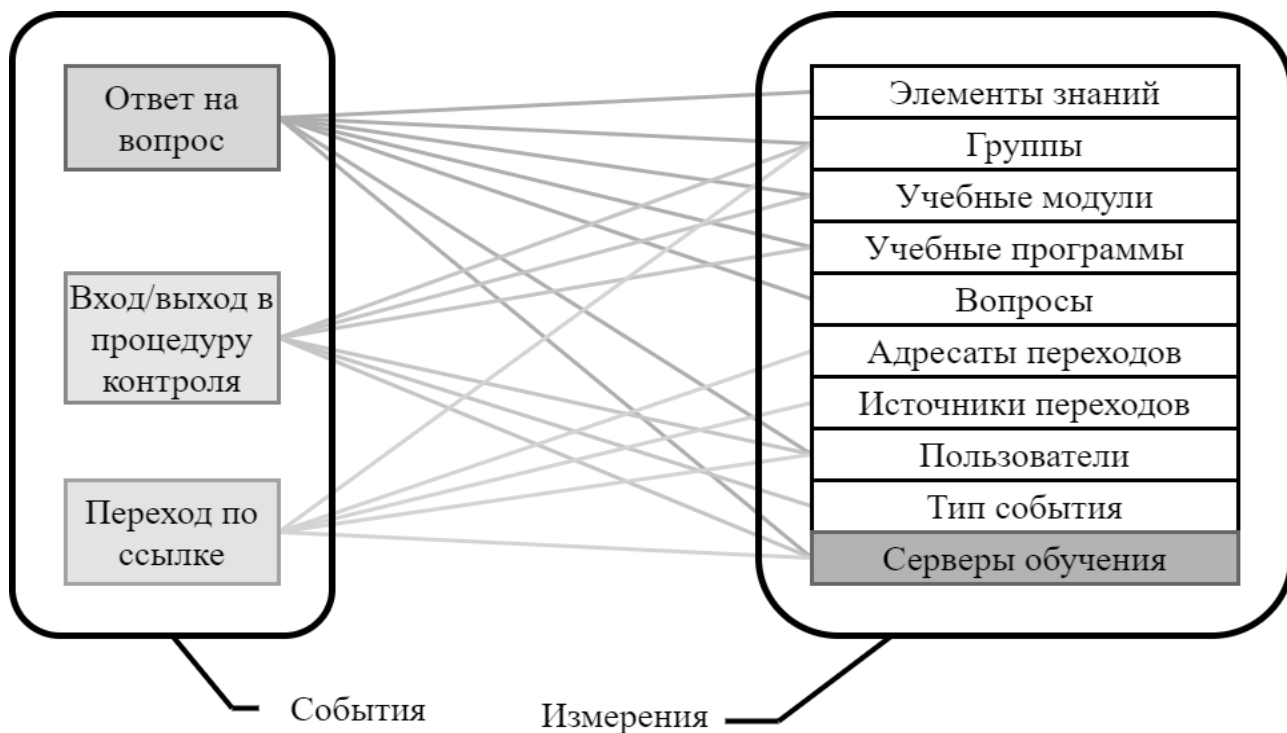 Ответ на
вопрос
Вход/выход в
процедуру
контроля
Переход по
ссылке
Элементы знаний
Группы
Учебные модули
Учебные программы
Вопросы
Адресаты переходов
Источники переходов
Пользователи
Тип события
Серверы обучения
События
Измерения